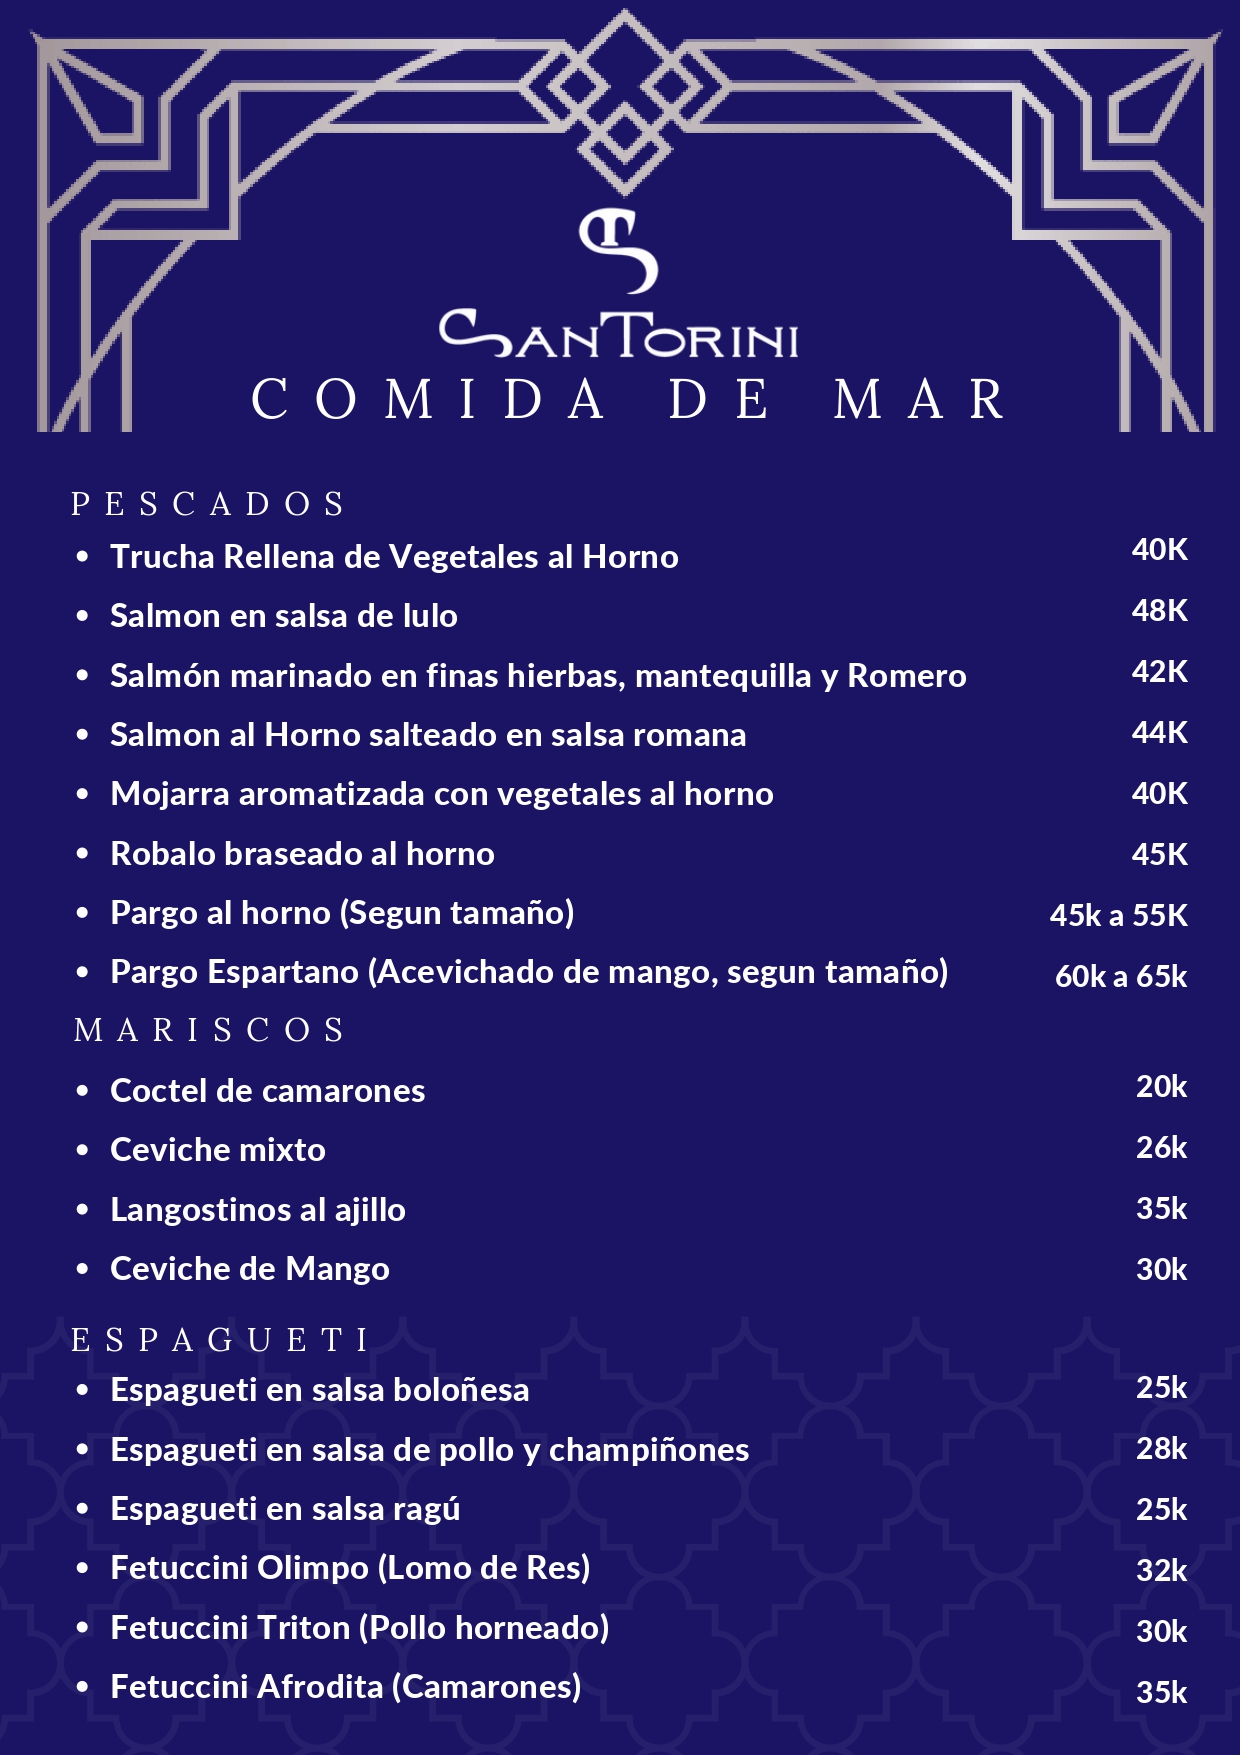 SANTORINI
COMIDA DE MAR
PESCADOS
• Trucha Rellena de Vegetales al Horno 40K
• Salmon en salsa de lulo 48K
• Salmón marinado en finas hierbas, mantequilla y Romero 42K
• Salmon al Horno salteado en salsa romana 44K
• Mojarra aromatizada con vegetales al horno 40K
• Robalo braseado al horno 45K
• Pargo al horno (Segun tamaño) 45k a 55K
• Pargo Espartano (Acevichado de mango, segun tamaño) 60k a 65k
MARISCOS
• Coctel de camarones 20k
• Ceviche mixto 26k
• Langostinos al ajillo 35k
• Ceviche de Mango 30k
ESPAGUETI
• Espagueti en salsa boloñesa 25k
• Espagueti en salsa de pollo y champiñones 28k
• Espagueti en salsa ragú 25k
• Fetuccini Olimpo (Lomo de Res) 32k
• Fetuccini Triton (Pollo horneado) 30k
• Fetuccini Afrodita (Camarones) 35k